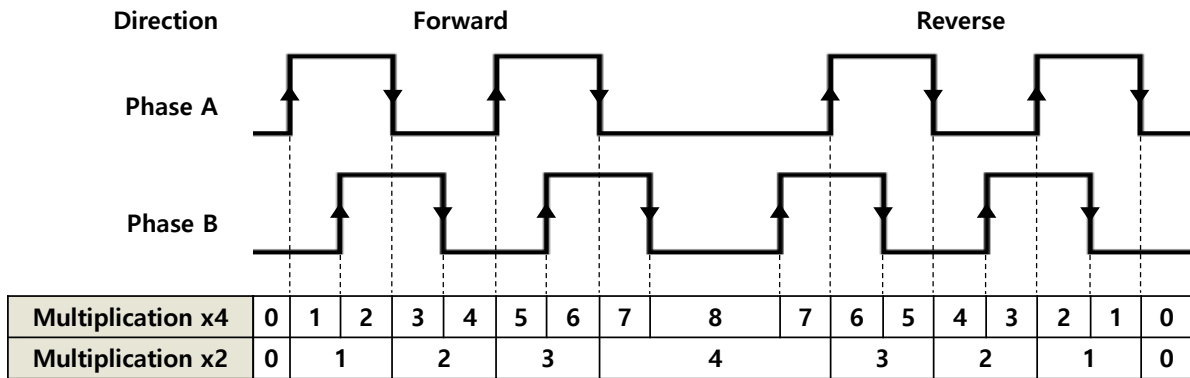 Direction Forward Reverse
Phase A
Phase B
Multiplication x4 0 1 2 3 4 5 6 7 8 7 6 5 4 3 2 1 0
Multiplication x2 0 1 2 3 4 3 2 1 0